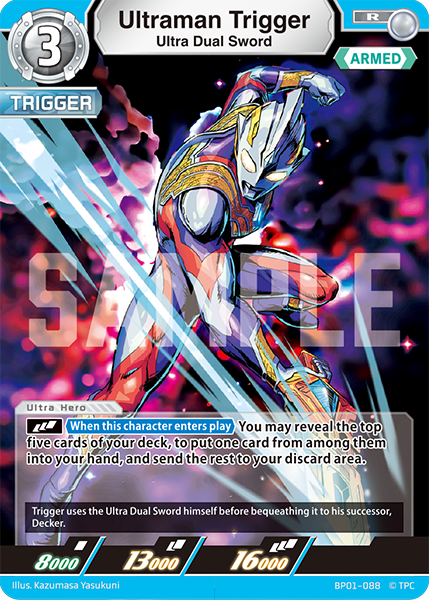 Ultraman Trigger
Ultra Dual Sword
R
3
ARMED
TRIGGER
SAMPLE
Ultra Hero
When this character enters play You may reveal the top
five cards of your deck, to put one card from among them
into your hand, and send the rest to your discard area.
Trigger uses the Ultra Dual Sword himself before bequeathing it to his successor,
Decker.
8000 13000 16000
Illus. Kazumasa Yasukuni BP01-088 © TPC